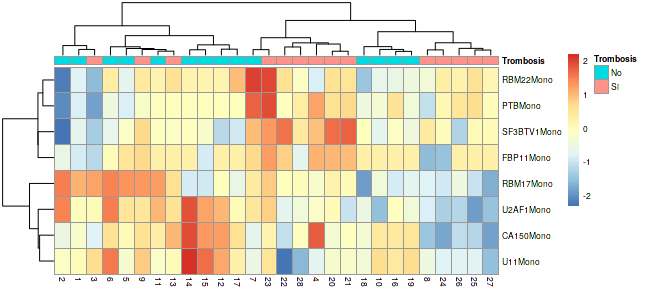 Trombosis
RBM22Mono
PTBMono
SF3BTV1Mono
FBP11Mono
RBM17Mono
U2AF1Mono
CA150Mono
U11Mono
2 1 3 6 5 9 11 13 14 15 12 17 7 23 22 28 4 20 21 18 10 16 19 8 24 26 25 27
2
1
0
-1
-2
Trombosis
No
SI